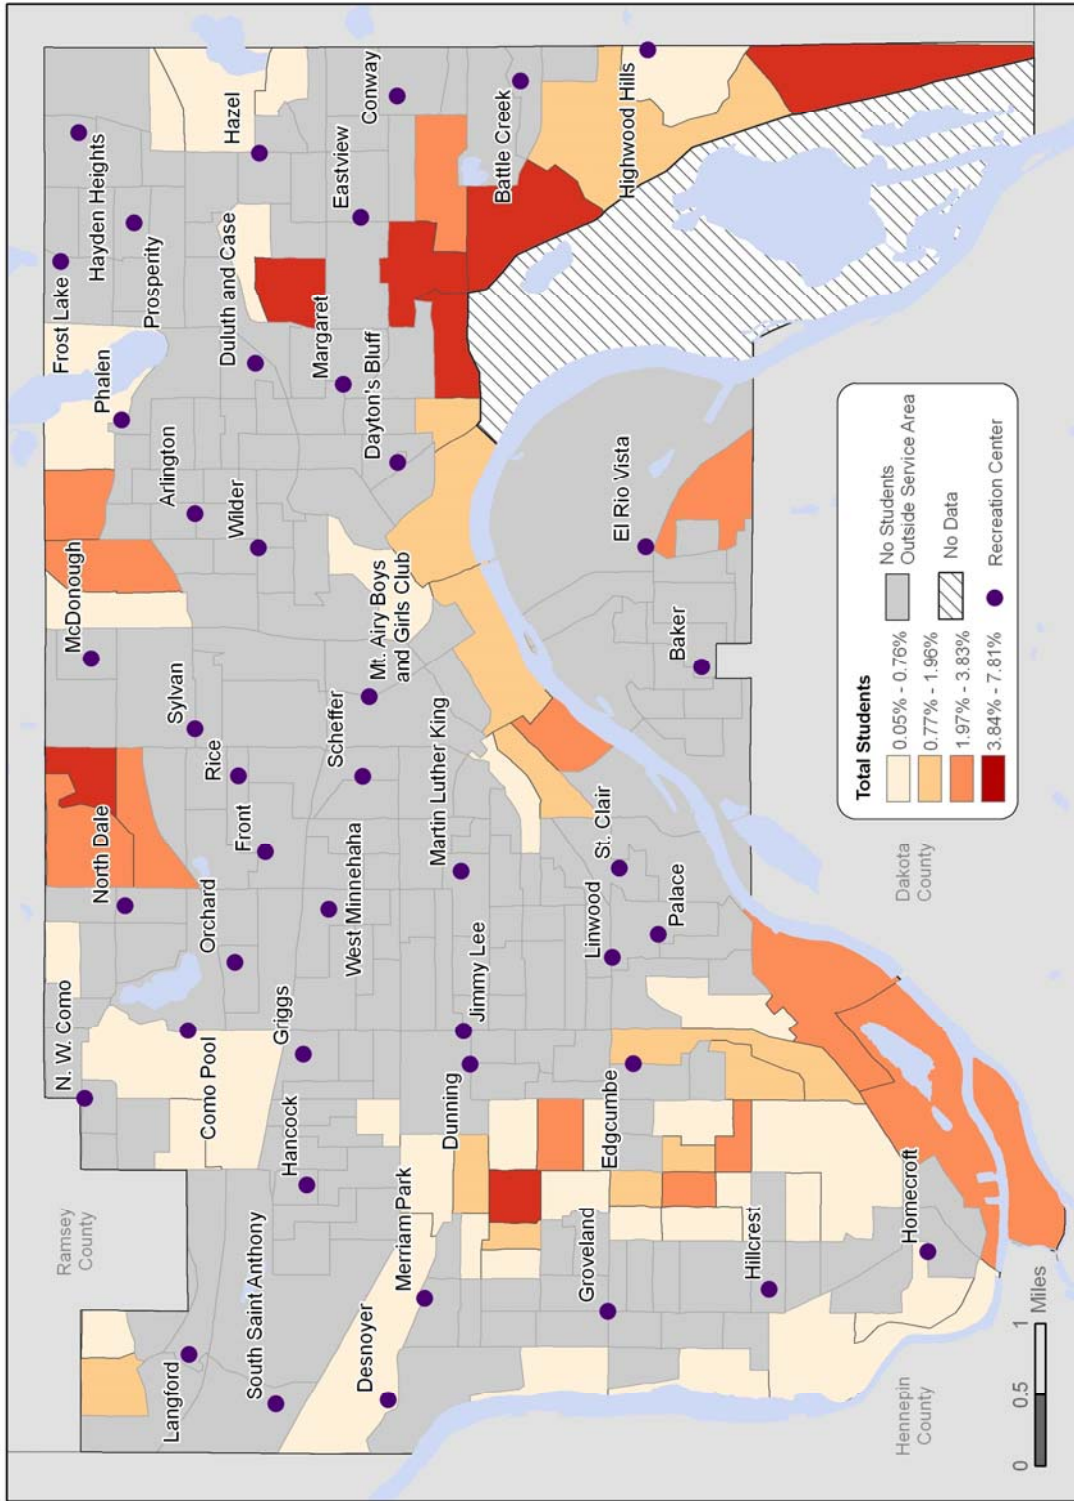 Ramsey
County
N. W. Como
McDonough
Frost Lake
North Dale
Phalen
Hayden Heights
Prosperity
Langford
Arlington
Sylvan
Como Pool
Orchard
Rice
Duluth and Case
Hazel
Wilder
Front
South Saint Anthony
Griggs
Hancock
Margaret
Scheffer
Eastview
West Minnehaha
Desnoyer
Conway
Dayton's Bluff
Mt. Airy Boys
and Girls Club
Merriam Park
Martin Luther King
Dunning
Jimmy Lee
Battle Creek
Groveland
Linwood
St. Clair
Edgcumbe
El Rio Vista
Highwood Hills
Baker
Palace
Hillcrest
Homecroft
Hennepin
County
Dakota
County
Total Students
0.05% - 0.76%
0.77% - 1.96%
1.97% - 3.83%
3.84% - 7.81%
No Students
Outside Service Area
No Data
Recreation Center
0 0.5 1
Miles